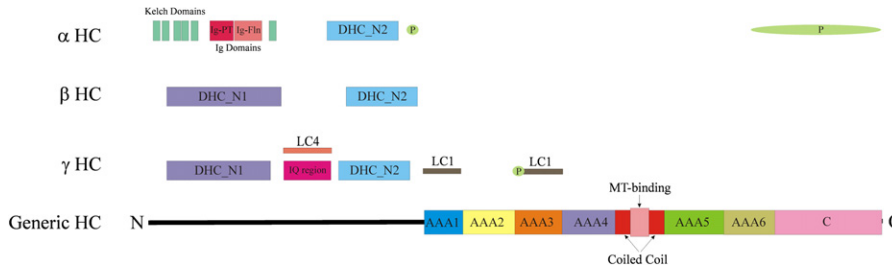 Kelch Domains
α HC
Ig-PT Ig-Fln
DHC_N2
P
P
Ig Domains
β HC
DHC_N1
DHC_N2
LC4
γ HC
DHC_N1
IQ region
DHC_N2
LC1
P
LC1
MT-binding
Generic HC
N
AAA1
AAA2
AAA3
AAA4
AAA5
AAA6
C
Coiled Coil